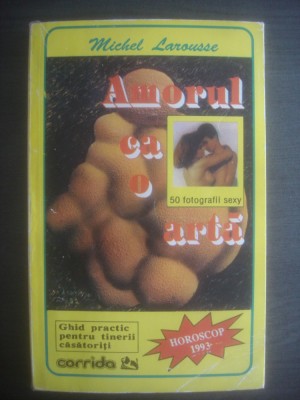 Michel Larousse
Amorul
ca
o
artă
50 fotografii sexy
Ghid practic
pentru tinerii
căsătoriți
corrida
HOROSCOP
1993